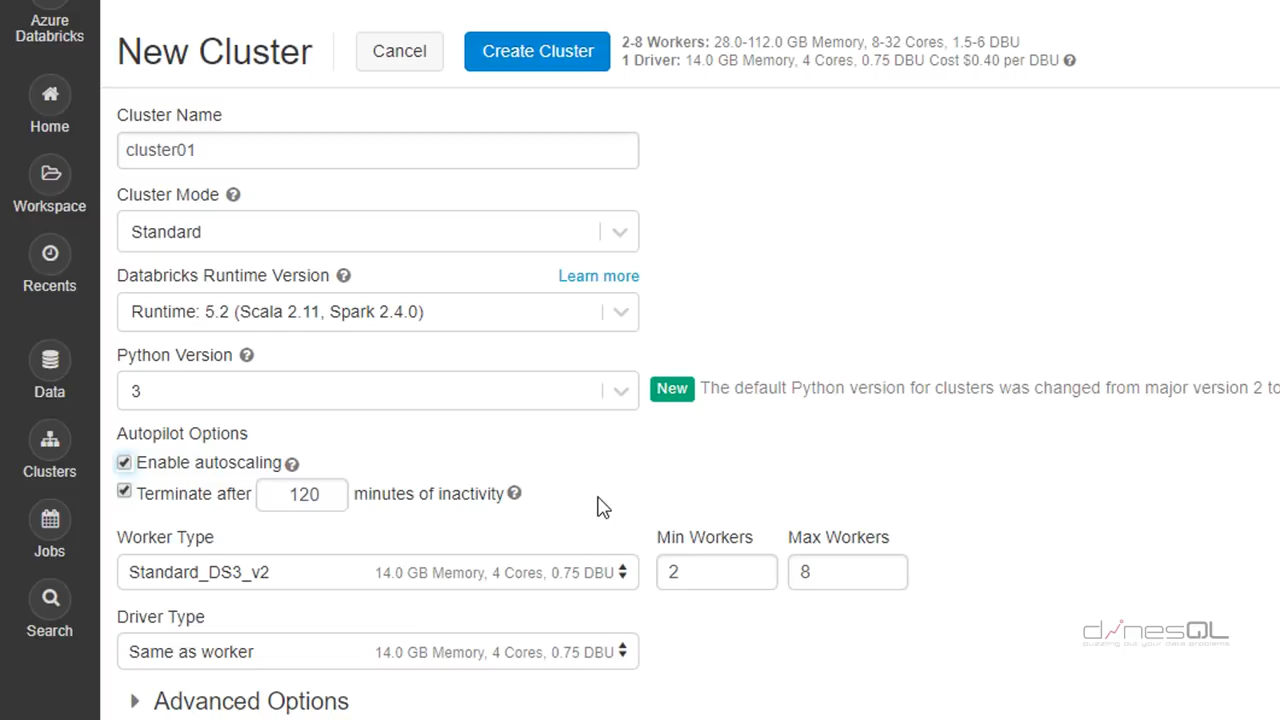 Azure
Databricks
Home
Workspace
Recents
Data
Clusters
Jobs
Search
New Cluster
Cancel
Create Cluster
2-8 Workers: 28.0-112.0 GB Memory, 8-32 Cores, 1.5-6 DBU
1 Driver: 14.0 GB Memory, 4 Cores, 0.75 DBU Cost $0.40 per DBU
Cluster Name
cluster01
Cluster Mode
Standard
Databricks Runtime Version Learn more
Runtime: 5.2 (Scala 2.11, Spark 2.4.0)
Python Version
3
New The default Python version for clusters was changed from major version 2 to
Autopilot Options
Enable autoscaling
Terminate after 120 minutes of inactivity
Worker Type Min Workers Max Workers
Standard_DS3_v2 14.0 GB Memory, 4 Cores, 0.75 DBU 2 8
Driver Type
Same as worker 14.0 GB Memory, 4 Cores, 0.75 DBU
Advanced Options
buzzing out your data problems